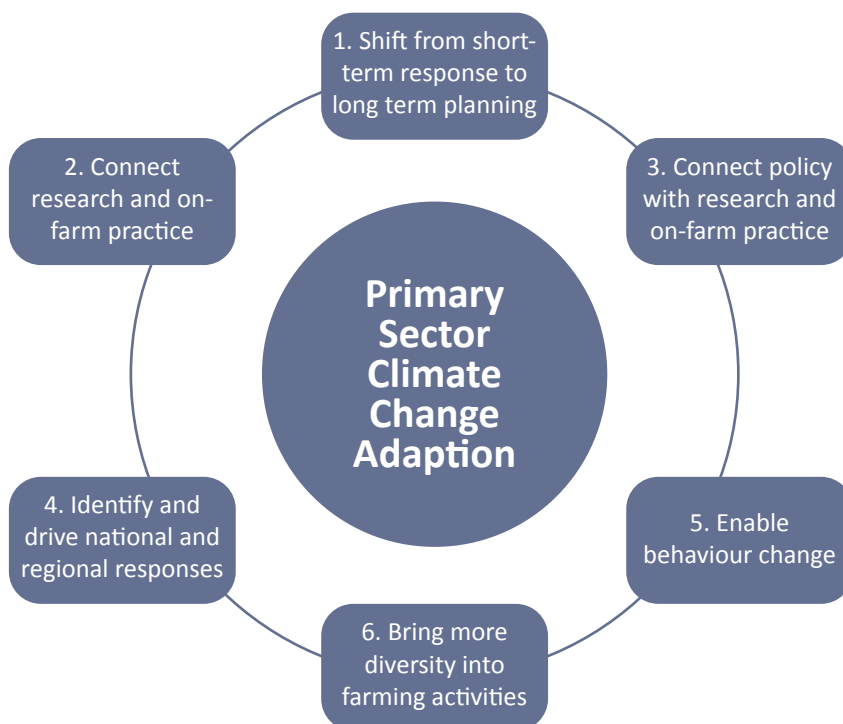 1. Shift from short-
term response to
long term planning
2. Connect
research and on-
farm practice
3. Connect policy
with research and
on-farm practice
Primary
Sector
Climate
Change
Adaption
4. Identify and
drive national and
regional responses
5. Enable
behaviour change
6. Bring more
diversity into
farming activities